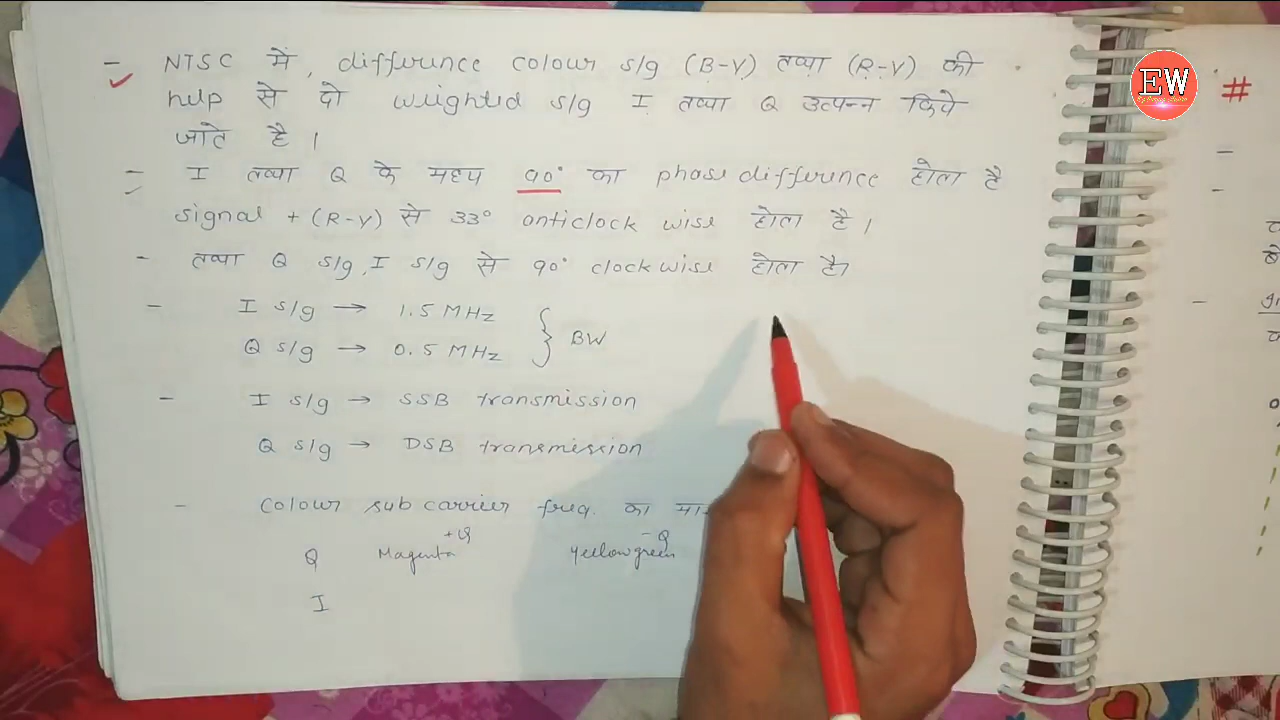 - NTSC में, difference colour s/g (B-Y) तथा (R-Y) की
help से दो weighted s/g I तथा Q उत्पन्न किये
जाते है।
- I तथा Q के मध्य 90° का phase difference होता है
signal + (R-Y) से 33° anticlock wise होता है।
- तथा Q s/g, I s/g से 90° clockwise होता है।
- I s/g → 1.5 MHz
Q s/g → 0.5 MHz } BW
- I s/g → SSB transmission
Q s/g → DSB transmission
- Colour sub carrier freq. का
Q Magenta +Q Yellow green -Q
I
EW
#